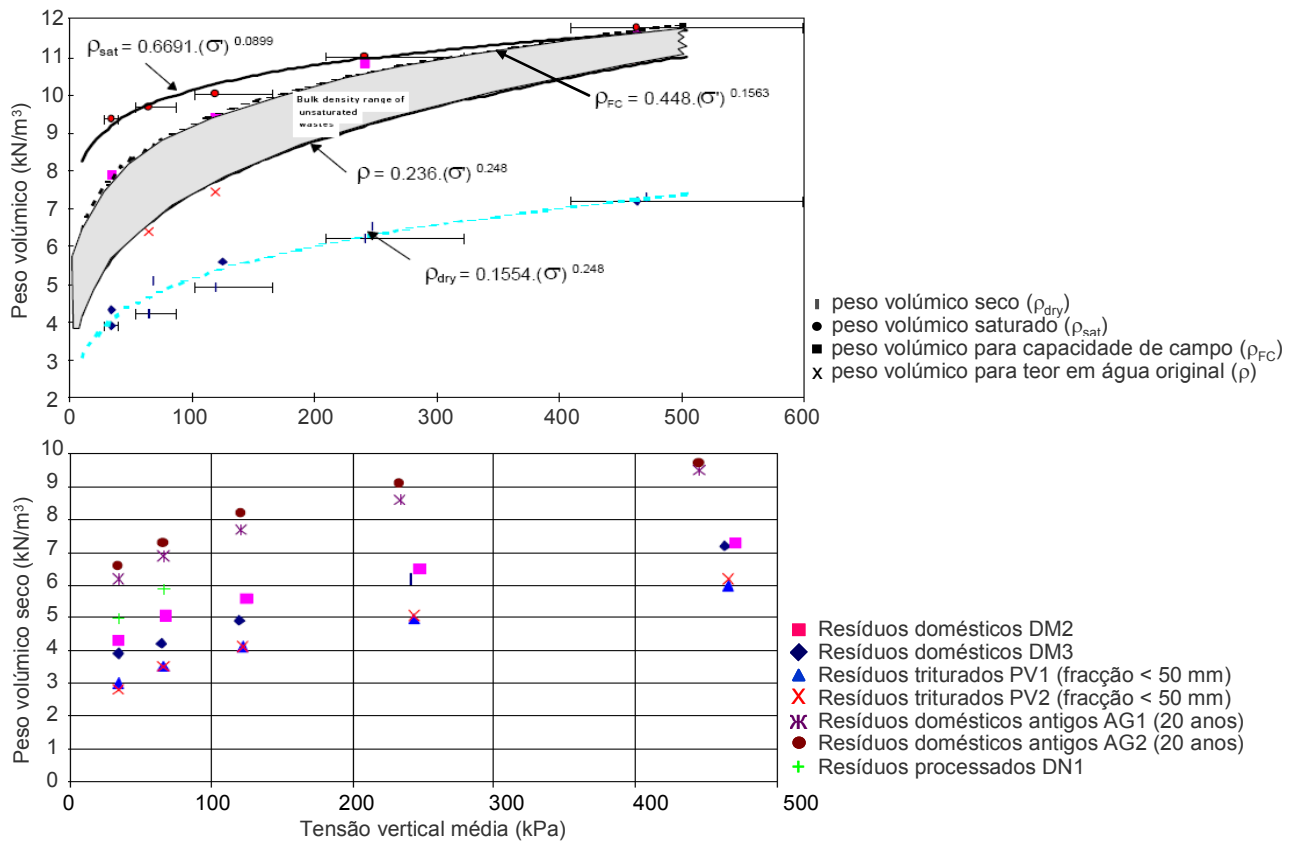 12
11
10
9
8
7
6
5
4
3
2
Peso volúmico (kN/m³)
ρsat = 0.6691.(σ') 0.0899
Bulk density range of
unsaturated
wastes
ρFC = 0.448.(σ') 0.1563
ρ = 0.236.(σ') 0.248
ρdry = 0.1554.(σ') 0.248
0 100 200 300 400 500 600
peso volúmico seco (ρdry)
peso volúmico saturado (ρsat)
peso volúmico para capacidade de campo (ρFC)
peso volúmico para teor em água original (ρ)
10
9
8
7
6
5
4
3
2
1
0
Peso volúmico seco (kN/m³)
0 100 200 300 400 500
Tensão vertical média (kPa)
Resíduos domésticos DM2
Resíduos domésticos DM3
Resíduos triturados PV1 (fracção < 50 mm)
Resíduos triturados PV2 (fracção < 50 mm)
Resíduos domésticos antigos AG1 (20 anos)
Resíduos domésticos antigos AG2 (20 anos)
Resíduos processados DN1